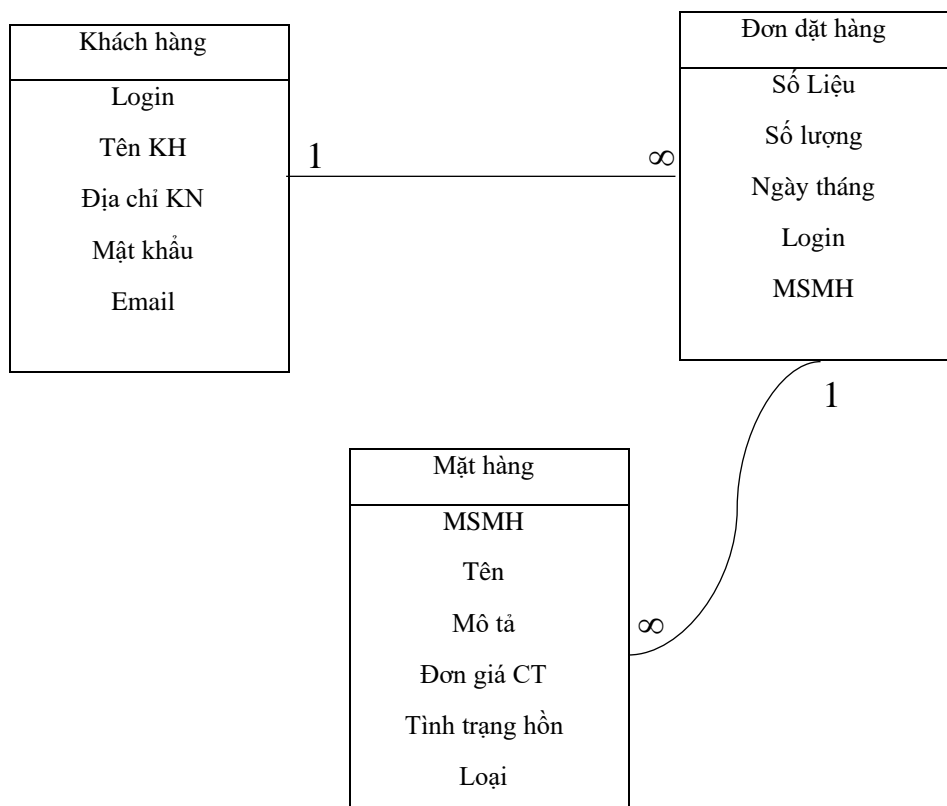 Khách hàng
Login
Tên KH
Địa chỉ KN
Mật khẩu
Email
1
∞
Đơn dặt hàng
Số Liệu
Số lượng
Ngày tháng
Login
MSMH
1
∞
Mặt hàng
MSMH
Tên
Mô tả
Đơn giá CT
Tình trạng hồn
Loại